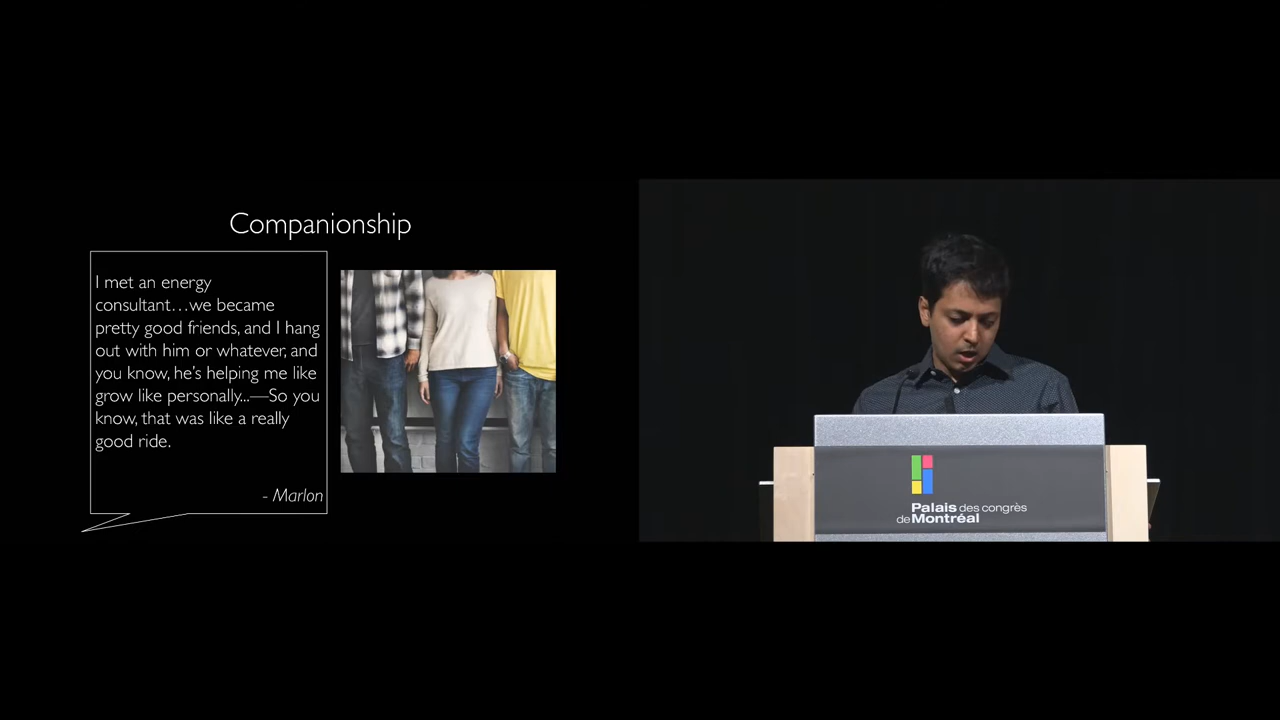 Companionship
I met an energy
consultant…we became
pretty good friends, and I hang
out with him or whatever, and
you know, he's helping me like
grow like personally...—So you
know, that was like a really
good ride.
- Marlon
Palais des congrès
de Montréal